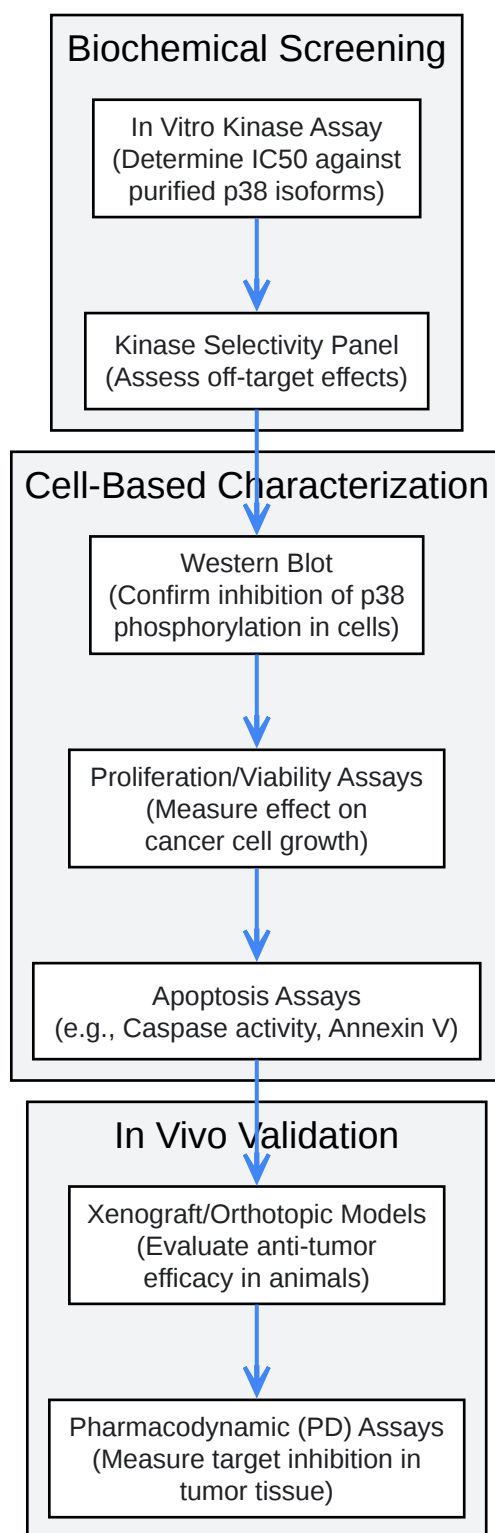 Biochemical Screening
In Vitro Kinase Assay
(Determine IC50 against
purified p38 isoforms)
Kinase Selectivity Panel
(Assess off-target effects)
Cell-Based Characterization
Western Blot
(Confirm inhibition of p38
phosphorylation in cells)
Proliferation/Viability Assays
(Measure effect on
cancer cell growth)
Apoptosis Assays
(e.g., Caspase activity, Annexin V)
In Vivo Validation
Xenograft/Orthotopic Models
(Evaluate anti-tumor
efficacy in animals)
Pharmacodynamic (PD) Assays
(Measure target inhibition in
tumor tissue)